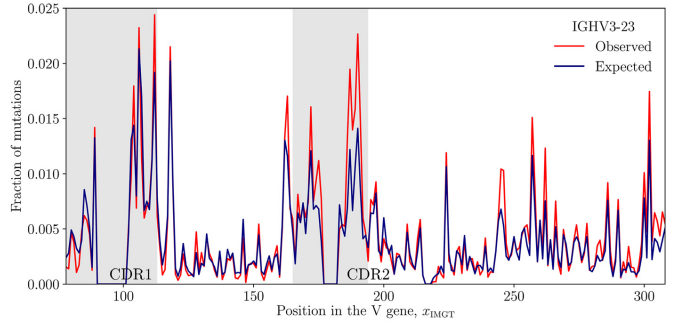 IGHV3-23
Observed
Expected
0.025
0.020
0.015
0.010
0.005
0.000
Fraction of mutations
CDR1
CDR2
100
150
200
250
300
Position in the V gene, xIMGT